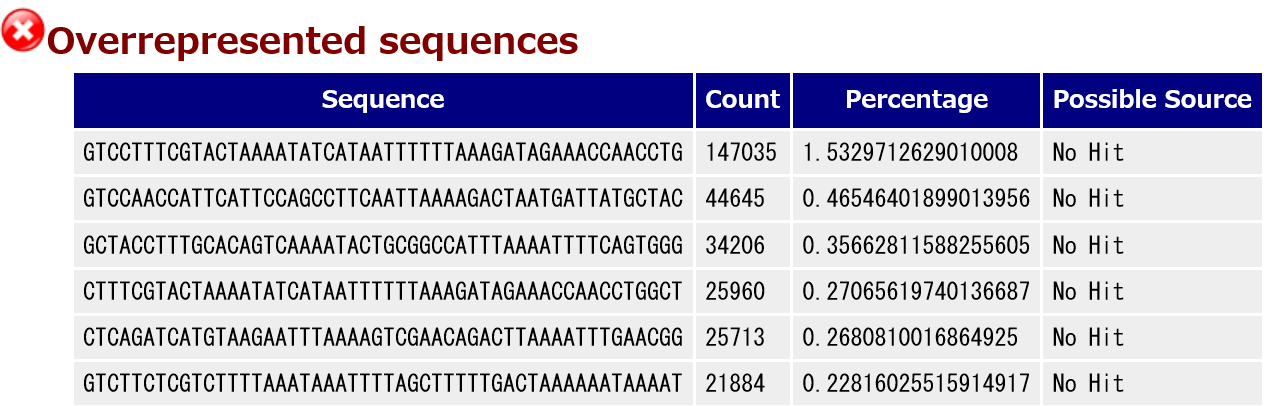 Overrepresented sequences
Sequence Count Percentage Possible Source
GTCCTTTCGTACTAAAATATCATAATTTTTTAAAGATAGAAACCAACCTG 147035 1.5329712629010008 No Hit
GTCCAACCATTCATTCCAGCCTTCAATTAAAAGACTAATGATTATGCTAC 44645 0.46546401899013956 No Hit
GCTACCTTTGCACAGTCAAAATACTGCGGCCATTTAAAATTTTCAGTGGG 34206 0.35662811588255605 No Hit
CTTTCGTACTAAAATATCATAATTTTTTAAAGATAGAAACCAACCTGGCT 25960 0.27065619740136687 No Hit
CTCAGATCATGTAAGAATTTAAAAGTCGAACAGACTTAAAATTTGAACGG 25713 0.2680810016864925 No Hit
GTCTTCTCGTCTTTTAAATAAATTTTAGCTTTTTGACTAAAAAATAAAAT 21884 0.22816025515914917 No Hit